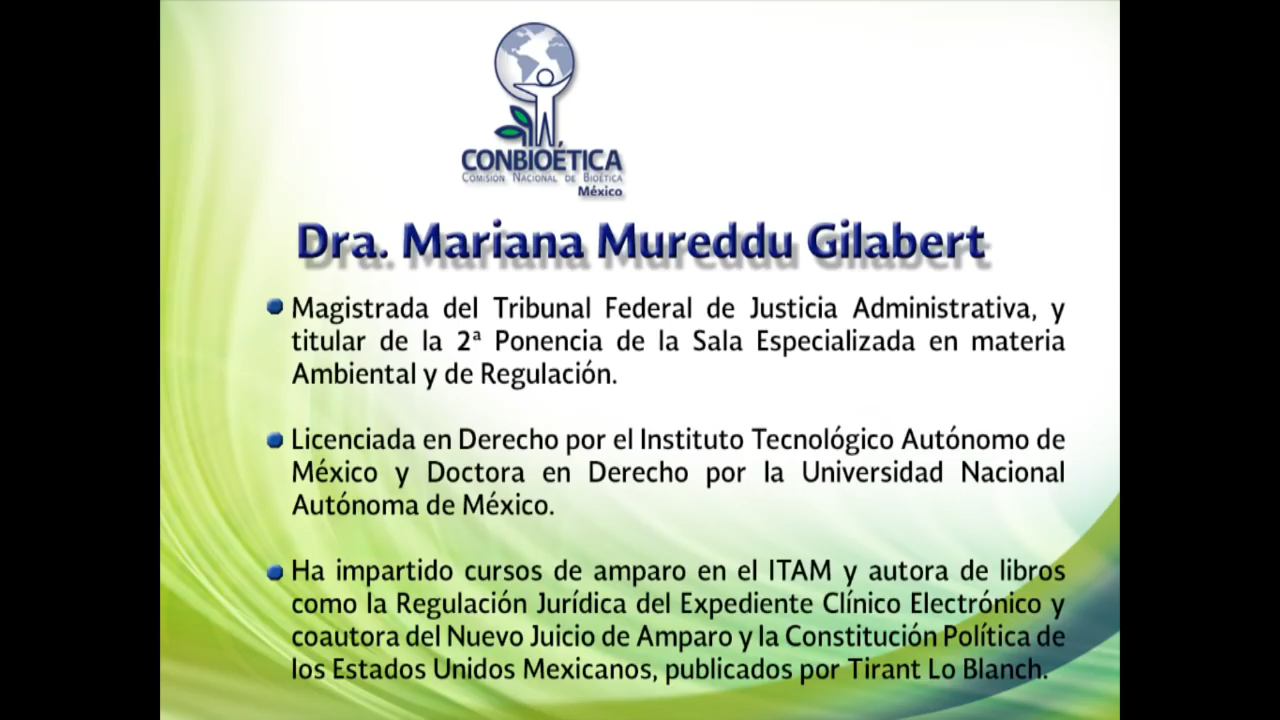 CONBIOÉTICA
COMISIÓN NACIONAL DE BIOÉTICA
México
Dra. Mariana Mureddu Gilabert
Magistrada del Tribunal Federal de Justicia Administrativa, y
titular de la 2ª Ponencia de la Sala Especializada en materia
Ambiental y de Regulación.
Licenciada en Derecho por el Instituto Tecnológico Autónomo de
México y Doctora en Derecho por la Universidad Nacional
Autónoma de México.
Ha impartido cursos de amparo en el ITAM y autora de libros
como la Regulación Jurídica del Expediente Clínico Electrónico y
coautora del Nuevo Juicio de Amparo y la Constitución Política de
los Estados Unidos Mexicanos, publicados por Tirant Lo Blanch.